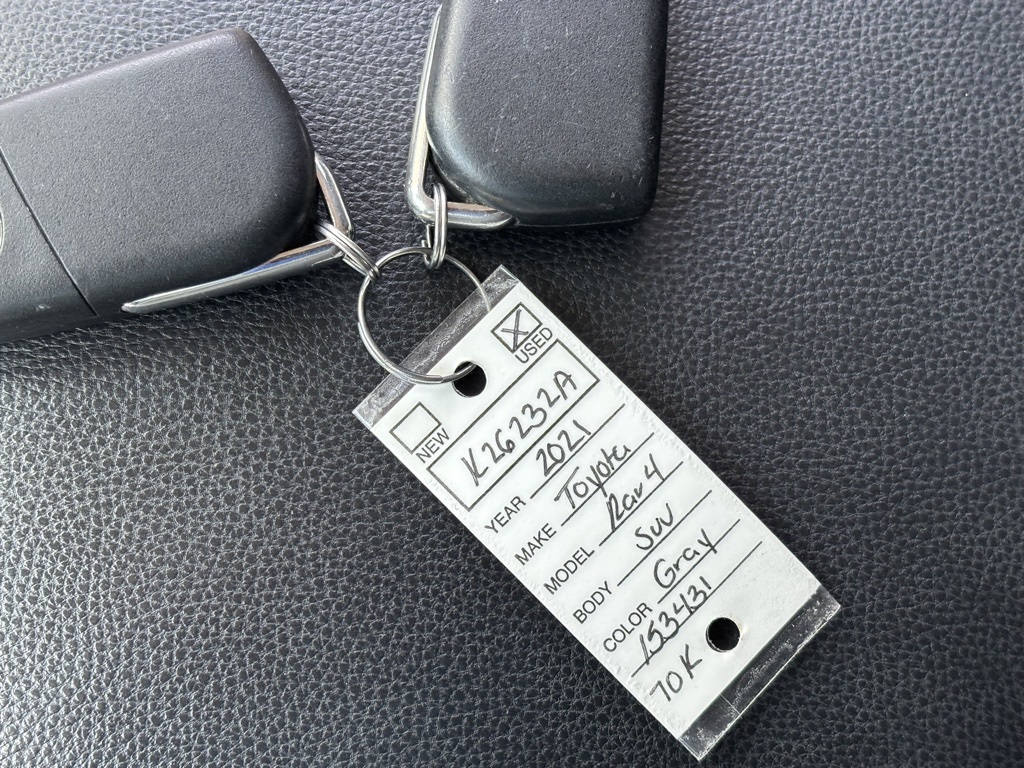 X
USED
NEW
K26232A
YEAR 2021
MAKE Toyota
MODEL Rav4
BODY SUV
COLOR Gray
153431
70K